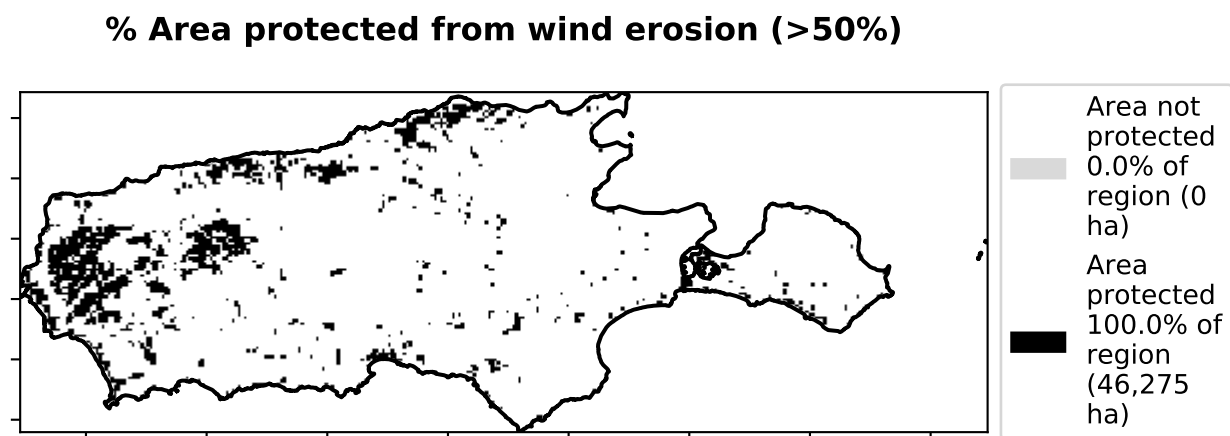 % Area protected from wind erosion (>50%)
Area not
protected
0.0% of
region (0
ha)
Area
protected
100.0% of
region
(46,275
ha)